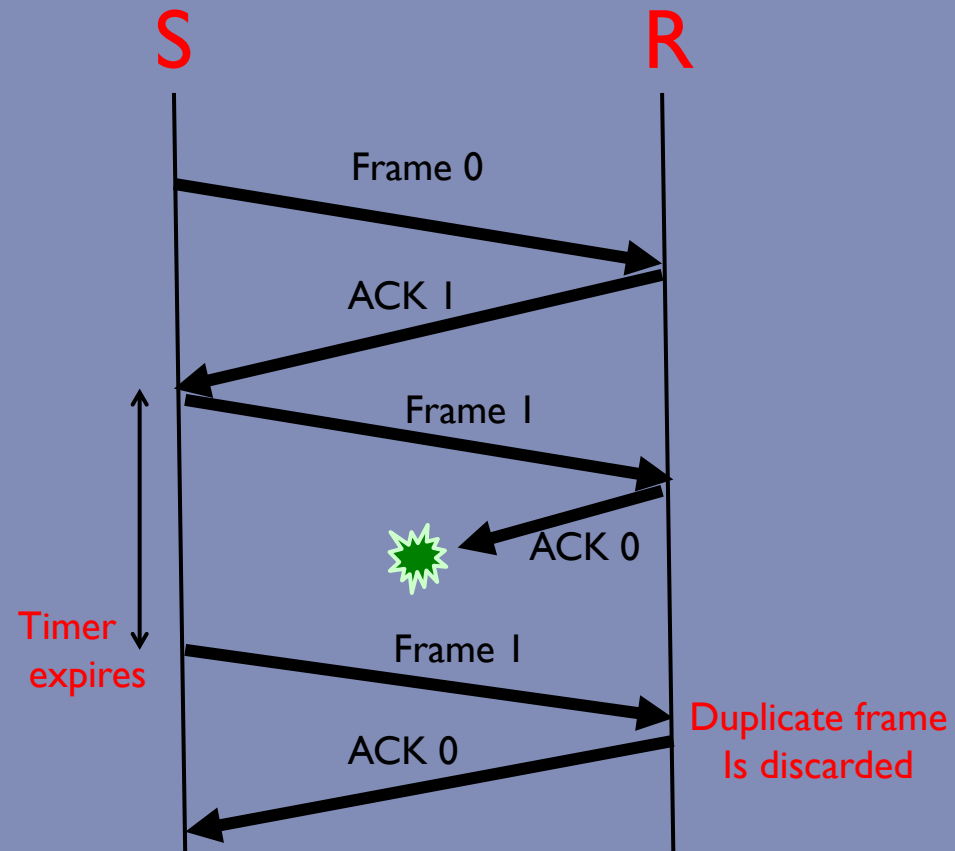 S
R
Frame 0
ACK 1
Frame 1
ACK 0
Timer
expires
Frame 1
Duplicate frame
Is discarded
ACK 0